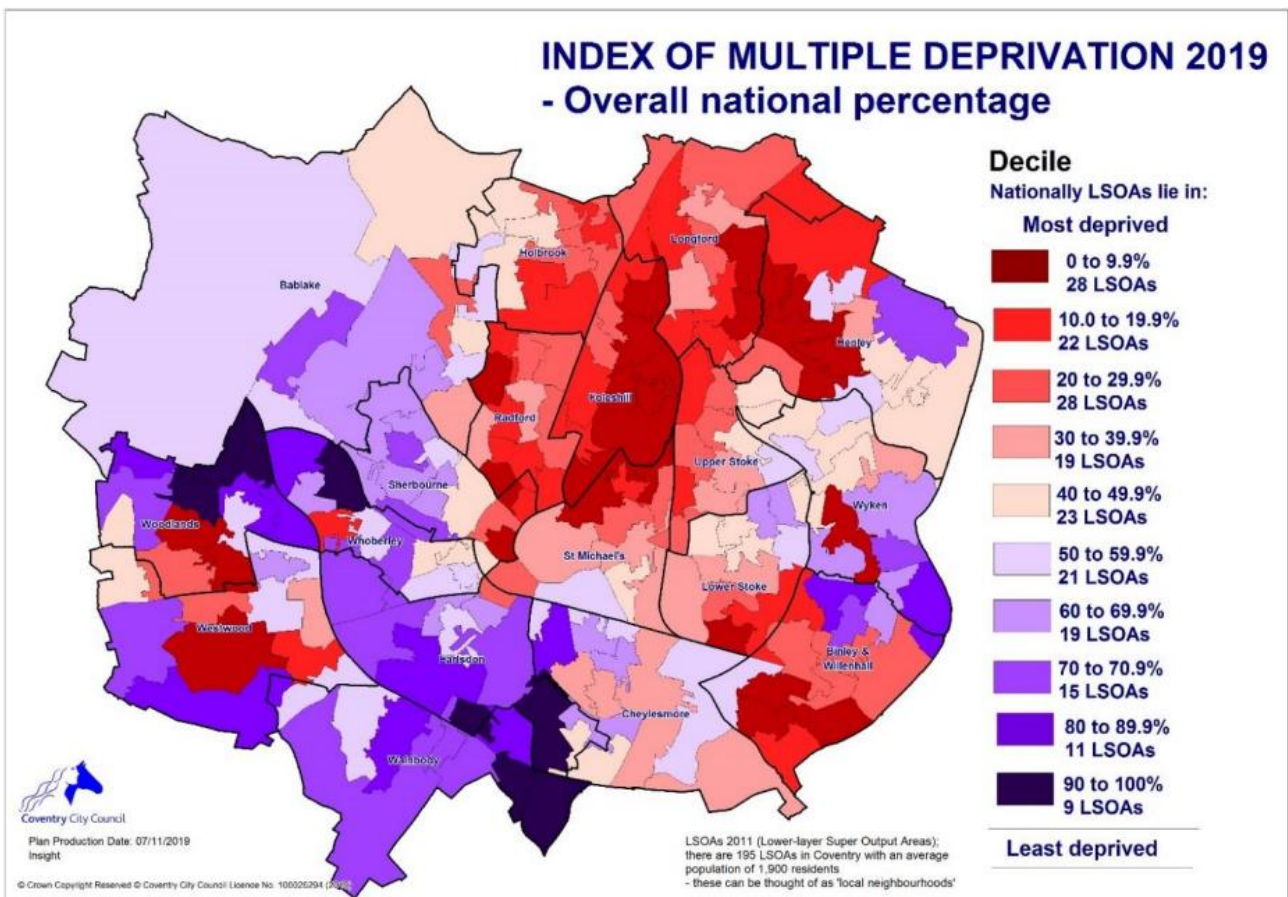 INDEX OF MULTIPLE DEPRIVATION 2019
- Overall national percentage
Decile
Nationally LSOAs lie in:
Most deprived
0 to 9.9%
28 LSOAs
10.0 to 19.9%
22 LSOAs
20 to 29.9%
28 LSOAs
30 to 39.9%
19 LSOAs
40 to 49.9%
23 LSOAs
50 to 59.9%
21 LSOAs
60 to 69.9%
19 LSOAs
70 to 70.9%
15 LSOAs
80 to 89.9%
11 LSOAs
90 to 100%
9 LSOAs
Least deprived
Longford
Holbrook
Bablake
Henley
Foleshill
Radford
Upper Stoke
Sherbourne
Wyken
Woodlands
Whoberley
St Michael's
Lower Stoke
Westwood
Earlsdon
Binley &
Willenhall
Cheylesmore
Wainbody
Coventry City Council
Plan Production Date: 07/11/2019
Insight
© Crown Copyright Reserved © Coventry City Council Licence No. 100026294
LSOAs 2011 (Lower-layer Super Output Areas);
there are 195 LSOAs in Coventry with an average
population of 1,900 residents
- these can be thought of as 'local neighbourhoods'